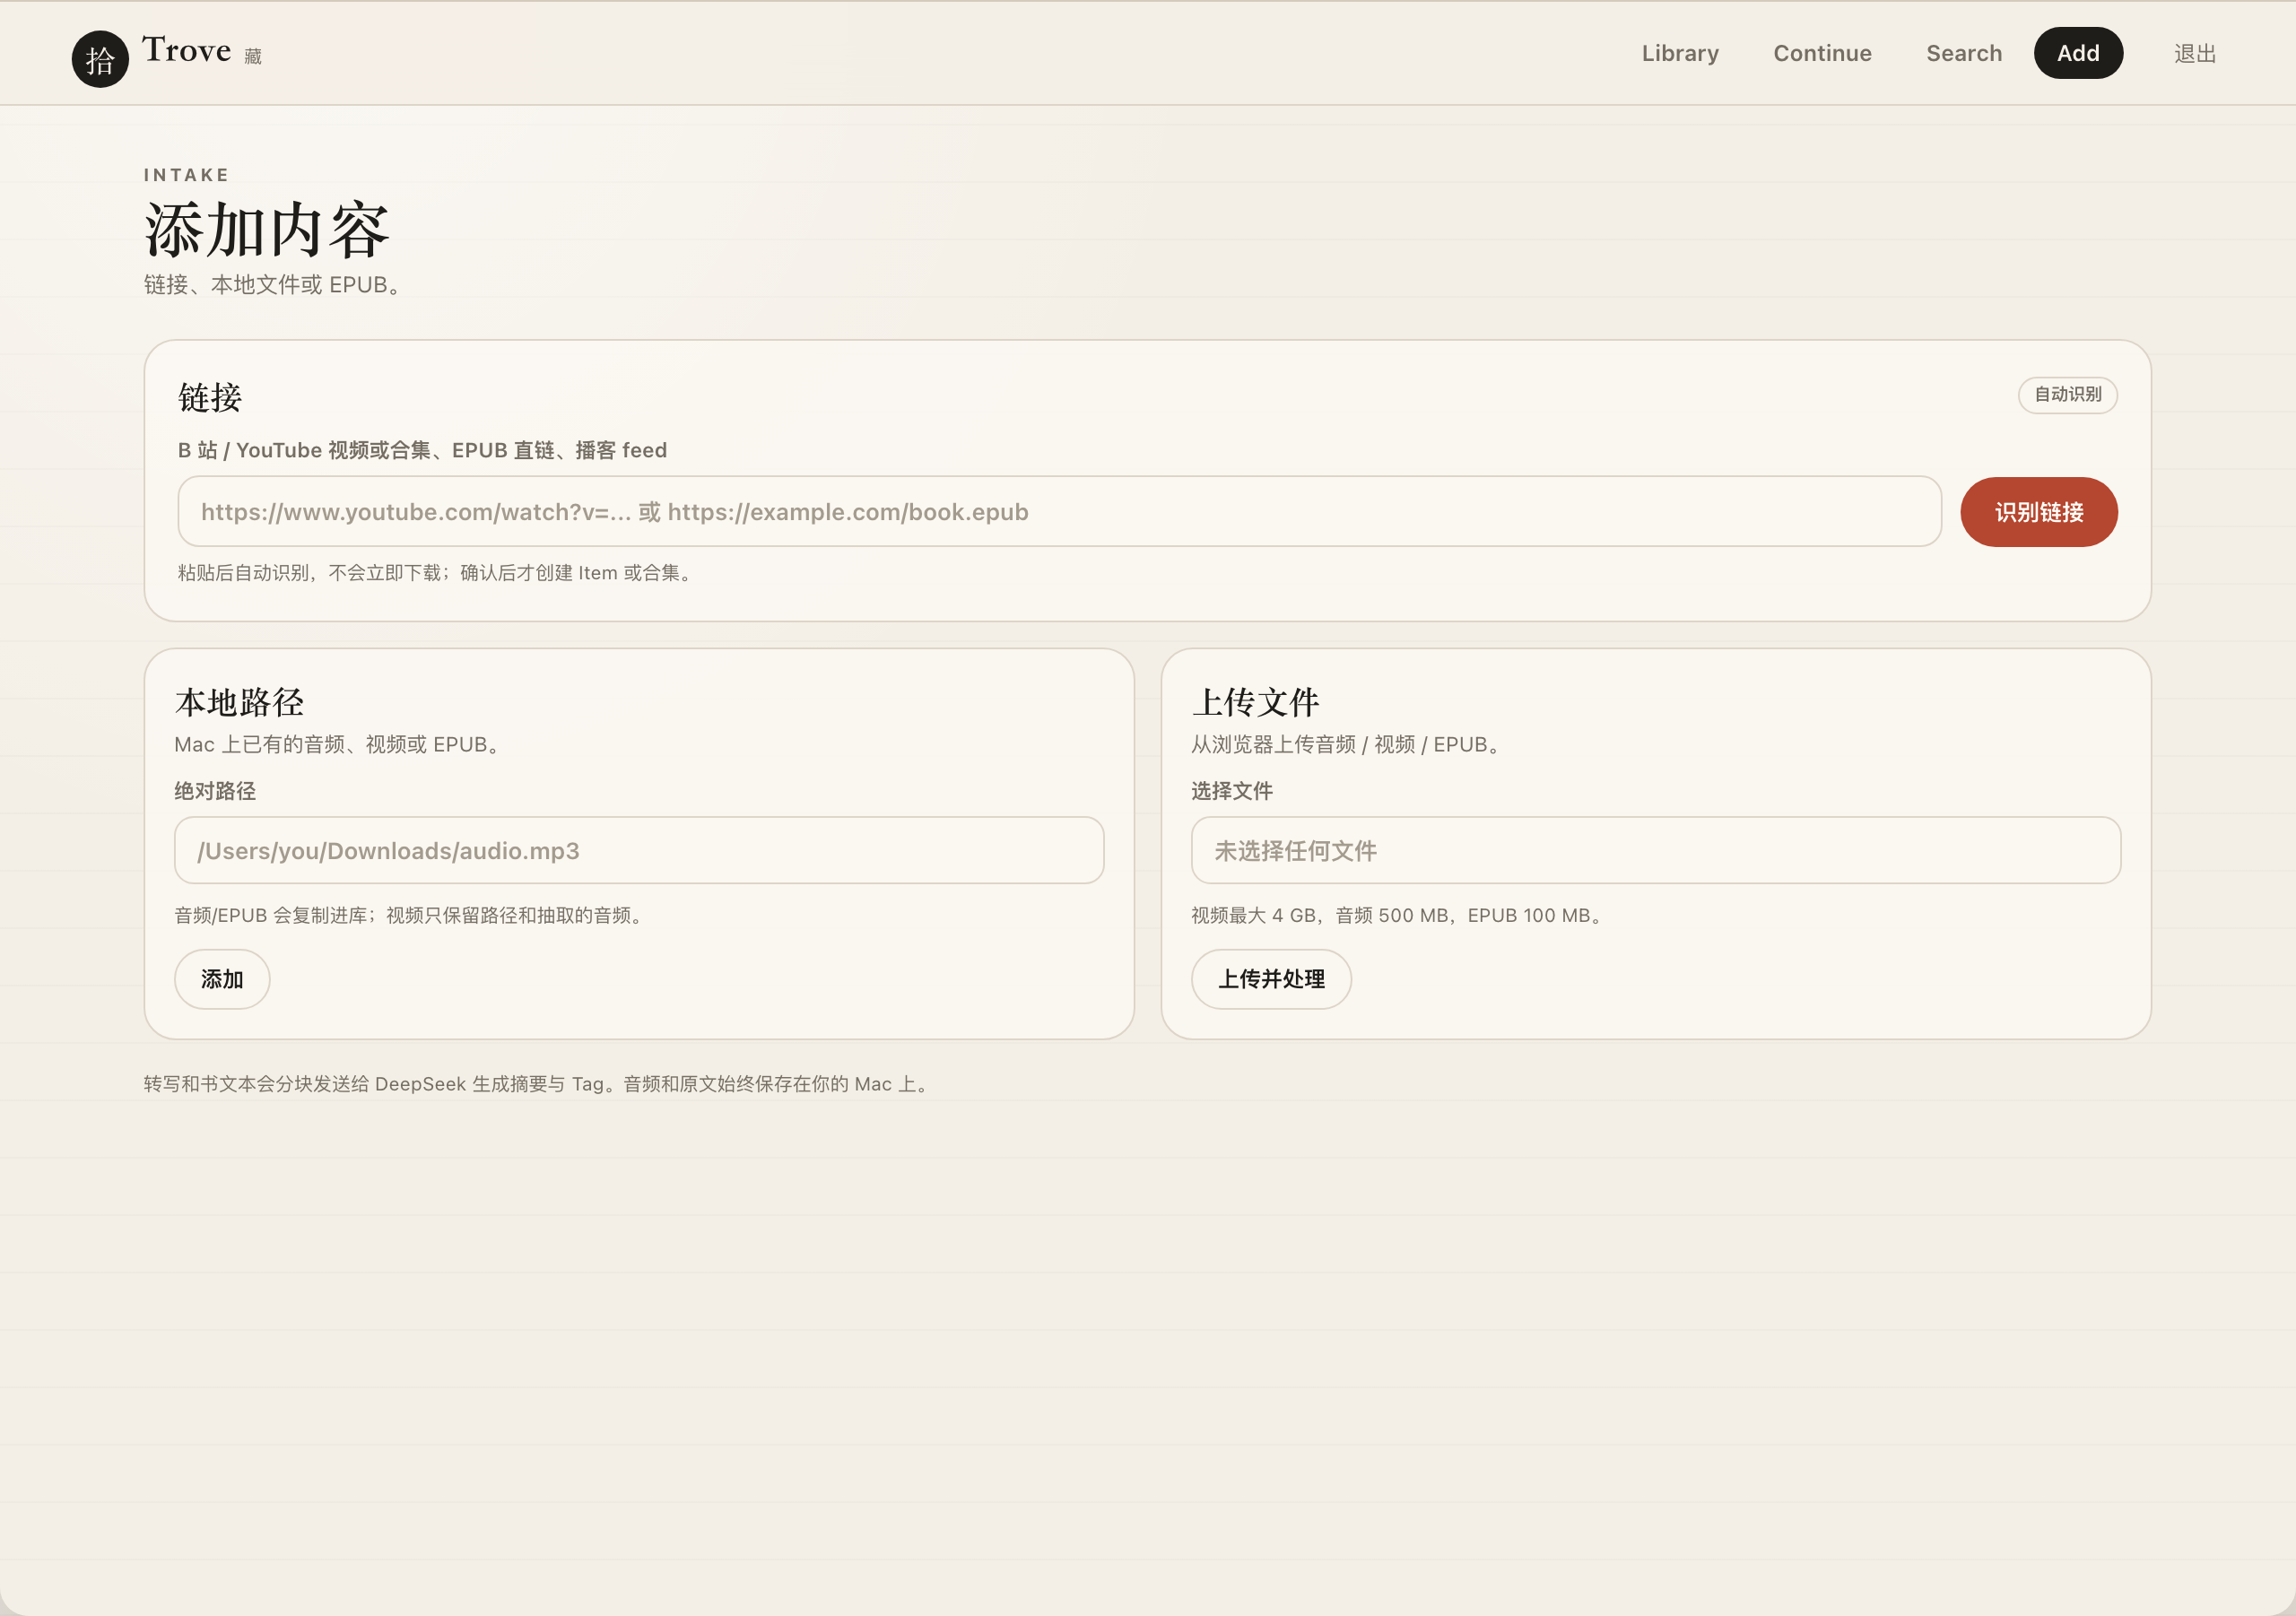 拾 Trove 藏 Library Continue Search Add 退出
INTAKE
添加内容
链接、本地文件或 EPUB。
链接 自动识别
B 站 / YouTube 视频或合集、EPUB 直链、播客 feed
https://www.youtube.com/watch?v=... 或 https://example.com/book.epub 识别链接
粘贴后自动识别，不会立即下载；确认后才创建 Item 或合集。
本地路径
Mac 上已有的音频、视频或 EPUB。
绝对路径
/Users/you/Downloads/audio.mp3
音频/EPUB 会复制进库；视频只保留路径和抽取的音频。
添加
上传文件
从浏览器上传音频 / 视频 / EPUB。
选择文件
未选择任何文件
视频最大 4 GB，音频 500 MB，EPUB 100 MB。
上传并处理
转写和书文本会分块发送给 DeepSeek 生成摘要与 Tag。音频和原文始终保存在你的 Mac 上。